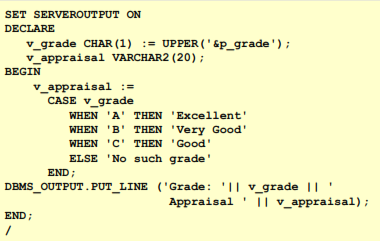 SET SERVEROUTPUT ON
DECLARE
v_grade CHAR(1) := UPPER('&p_grade');
v_appraisal VARCHAR2(20);
BEGIN
v_appraisal :=
CASE v_grade
WHEN 'A' THEN 'Excellent'
WHEN 'B' THEN 'Very Good'
WHEN 'C' THEN 'Good'
ELSE 'No such grade'
END;
DBMS_OUTPUT.PUT_LINE ('Grade: '|| v_grade || '
Appraisal ' || v_appraisal);
END;
/